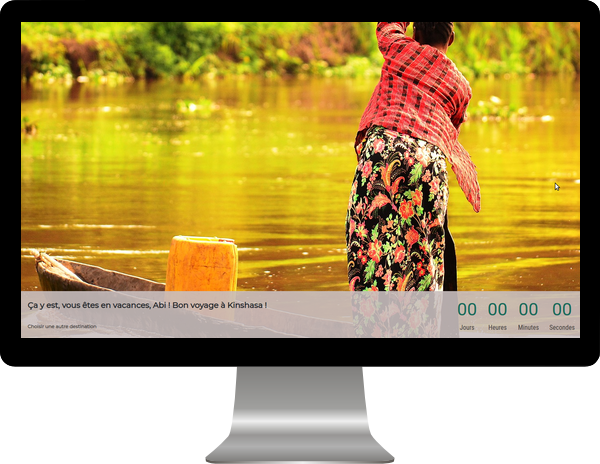 Ça y est, vous êtes en vacances, Abi ! Bon voyage à Kinshasa !
Choisir une autre destination
00 00 00 00
Jours Heures Minutes Secondes